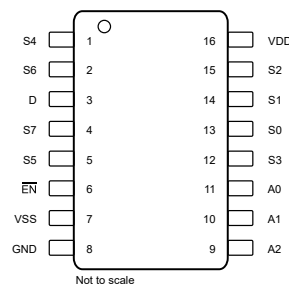 S4 1 16 VDD
S6 2 15 S2
D 3 14 S1
S7 4 13 S0
S5 5 12 S3
E̅N̅ 6 11 A0
VSS 7 10 A1
GND 8 9 A2
Not to scale